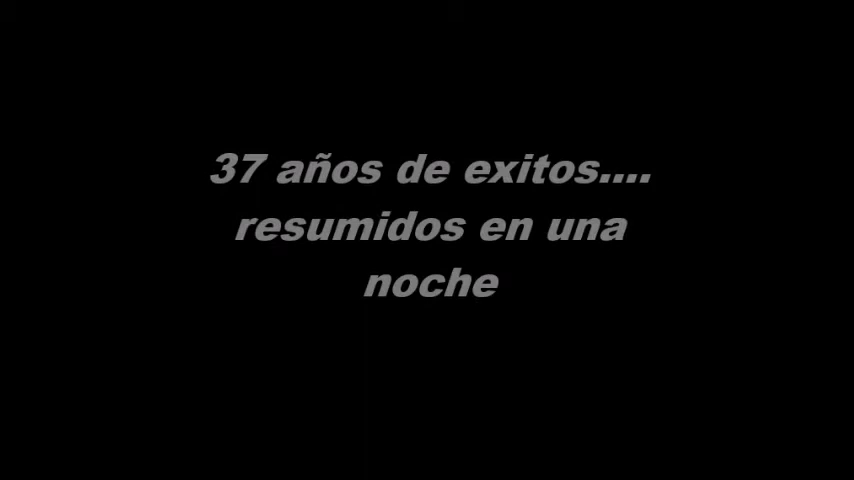 37 años de exitos....
resumidos en una
noche